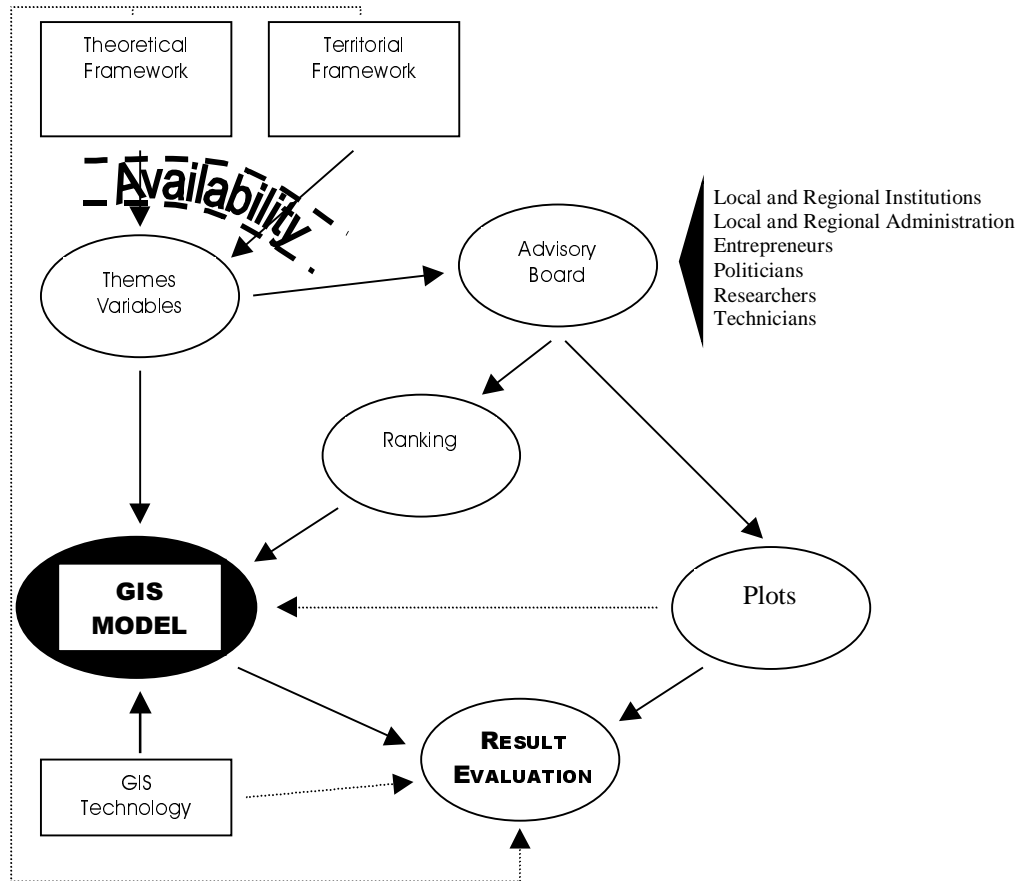 Theoretical
Framework
Territorial
Framework
Availability
Themes
Variables
Advisory
Board
Local and Regional Institutions
Local and Regional Administration
Entrepreneurs
Politicians
Researchers
Technicians
Ranking
GIS
MODEL
Plots
RESULT
EVALUATION
GIS
Technology